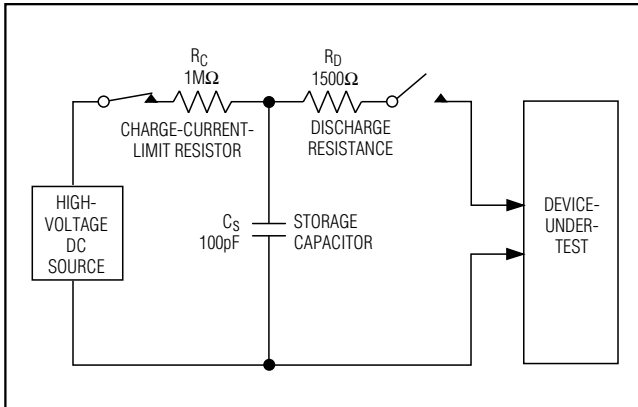 R_C
1MΩ
CHARGE-CURRENT-
LIMIT RESISTOR
R_D
1500Ω
DISCHARGE
RESISTANCE
HIGH-
VOLTAGE
DC
SOURCE
C_S
100pF
STORAGE
CAPACITOR
DEVICE-
UNDER-
TEST